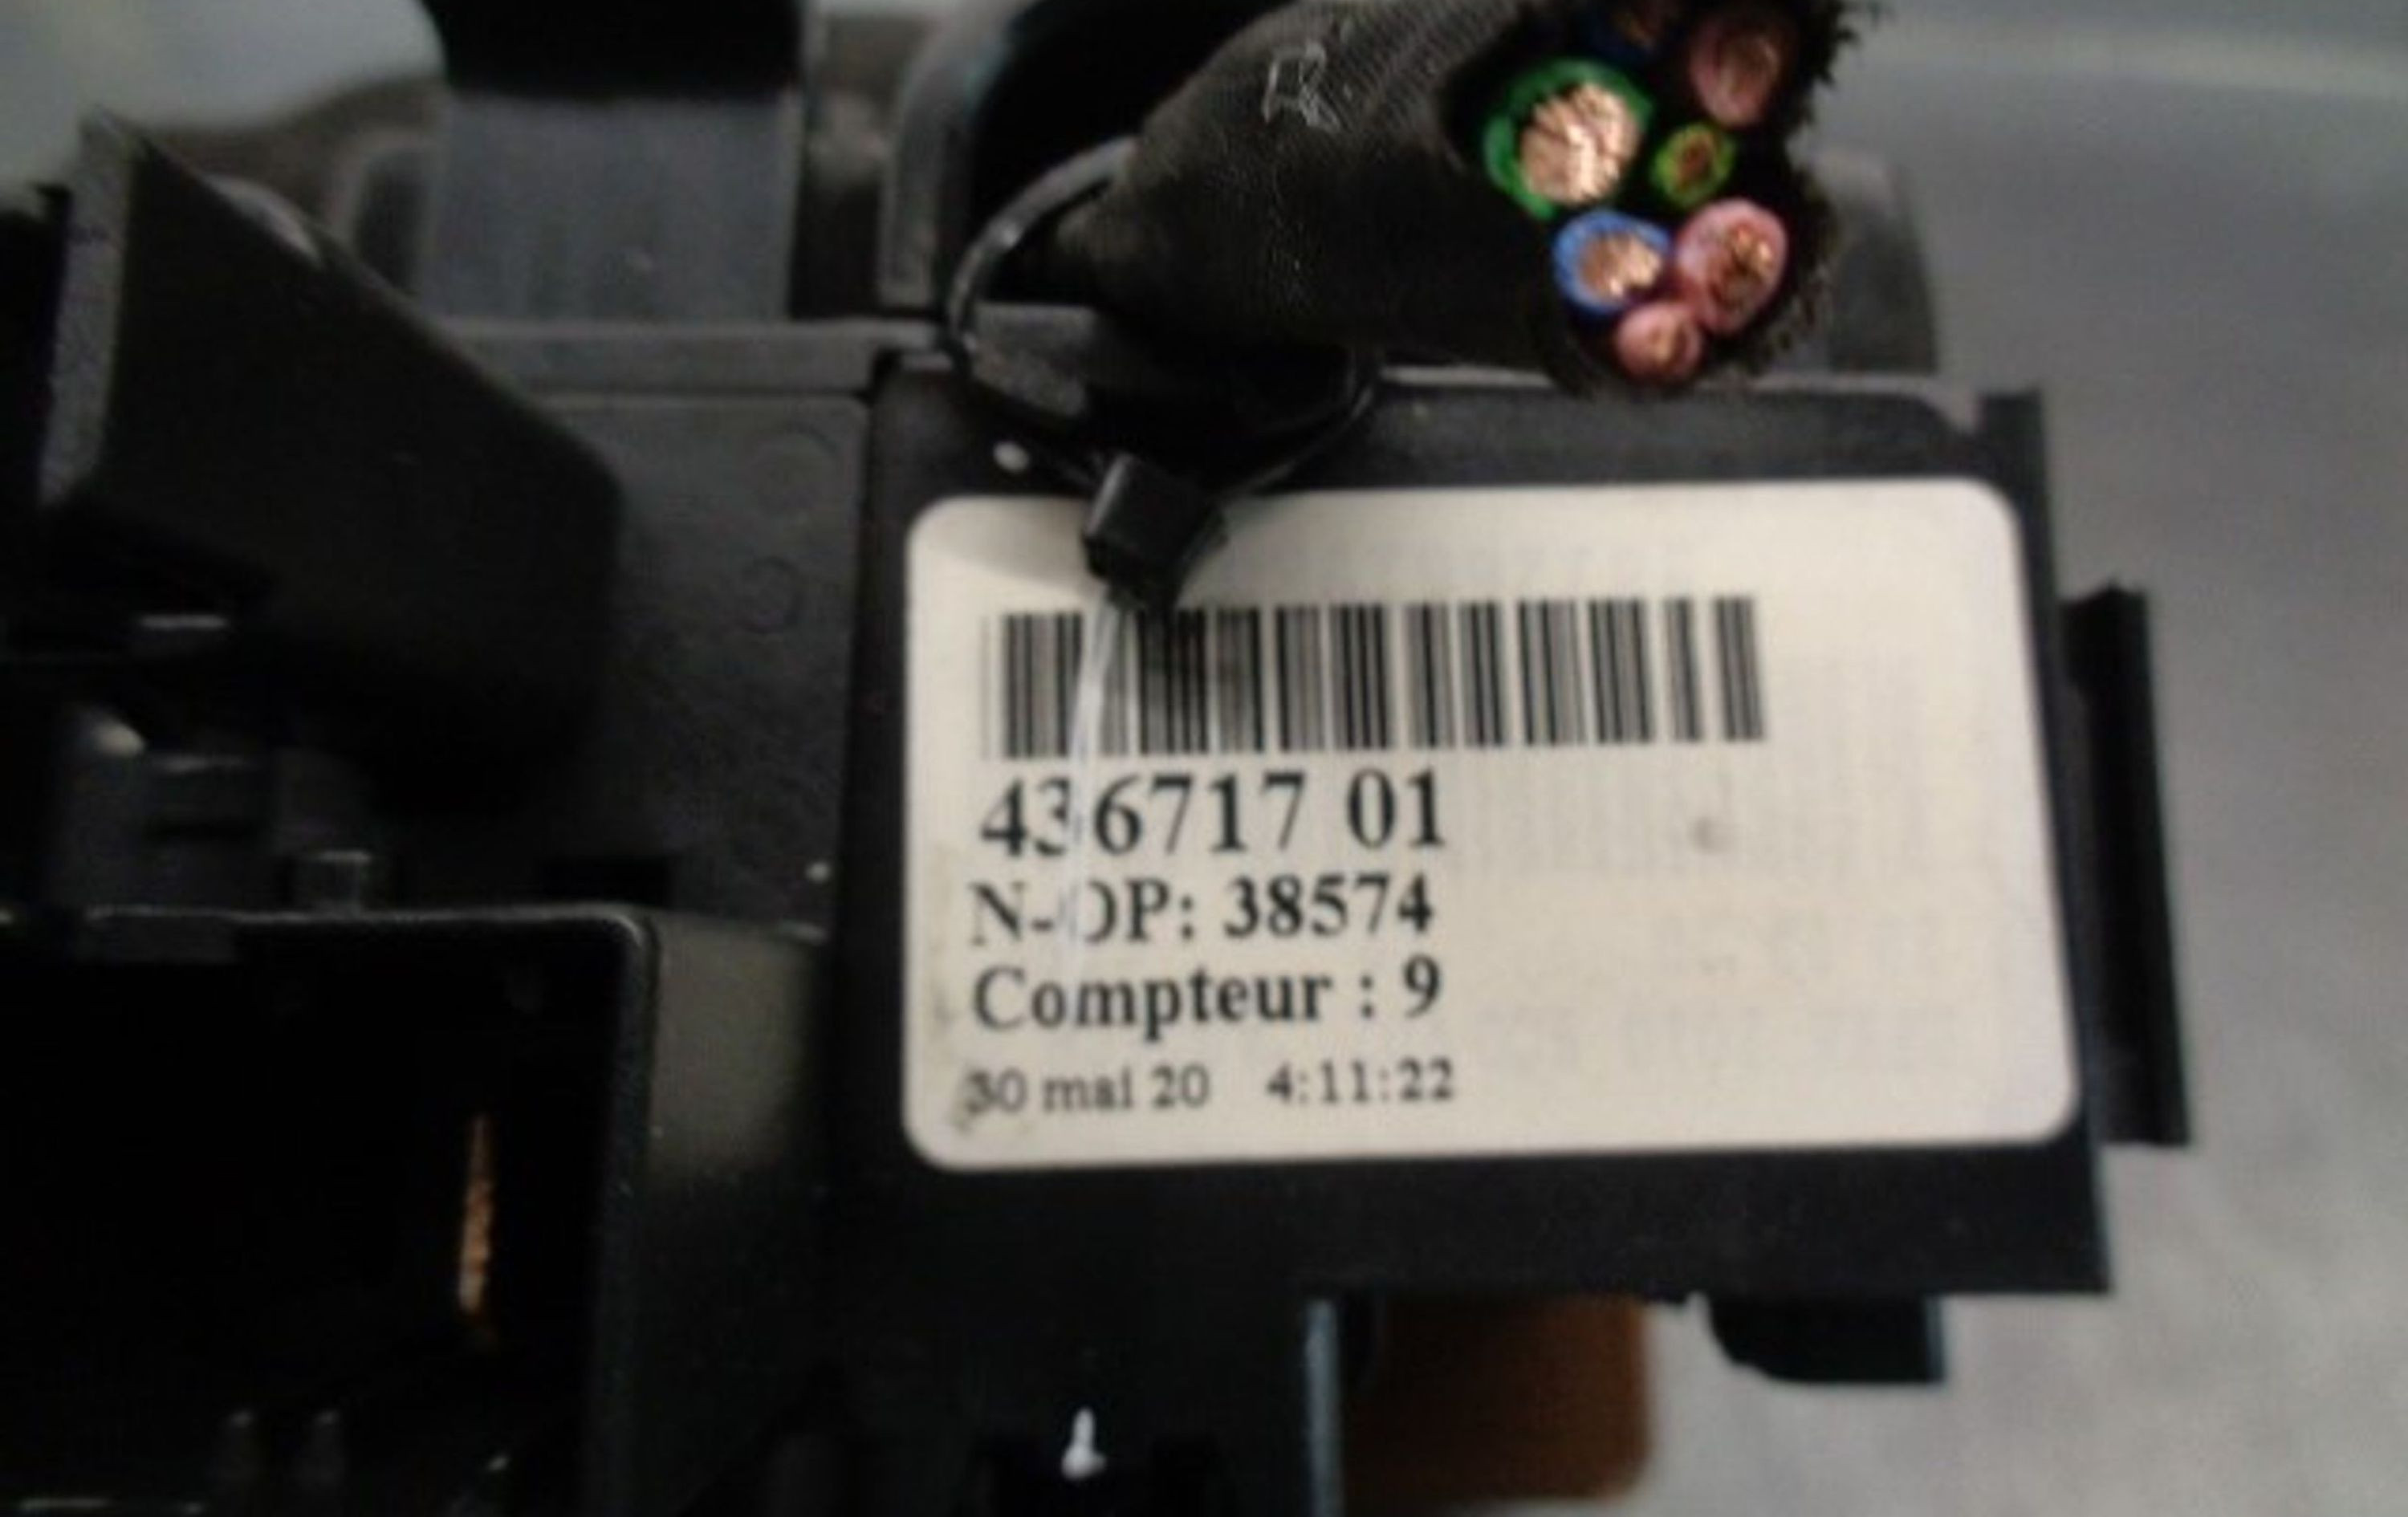 436717 01
N-OP: 38574
Compteur : 9
30 mai 20 4:11:22